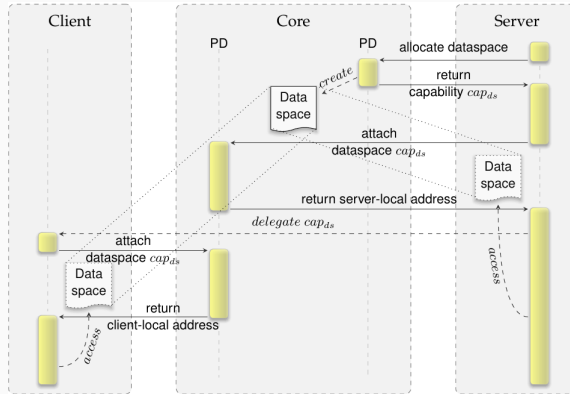 Client
Core
Server
PD
PD
allocate dataspace
create
return
capability cap_ds
Data
space
attach
dataspace cap_ds
Data
space
return server-local address
delegate cap_ds
attach
dataspace cap_ds
Data
space
access
return
client-local address
access